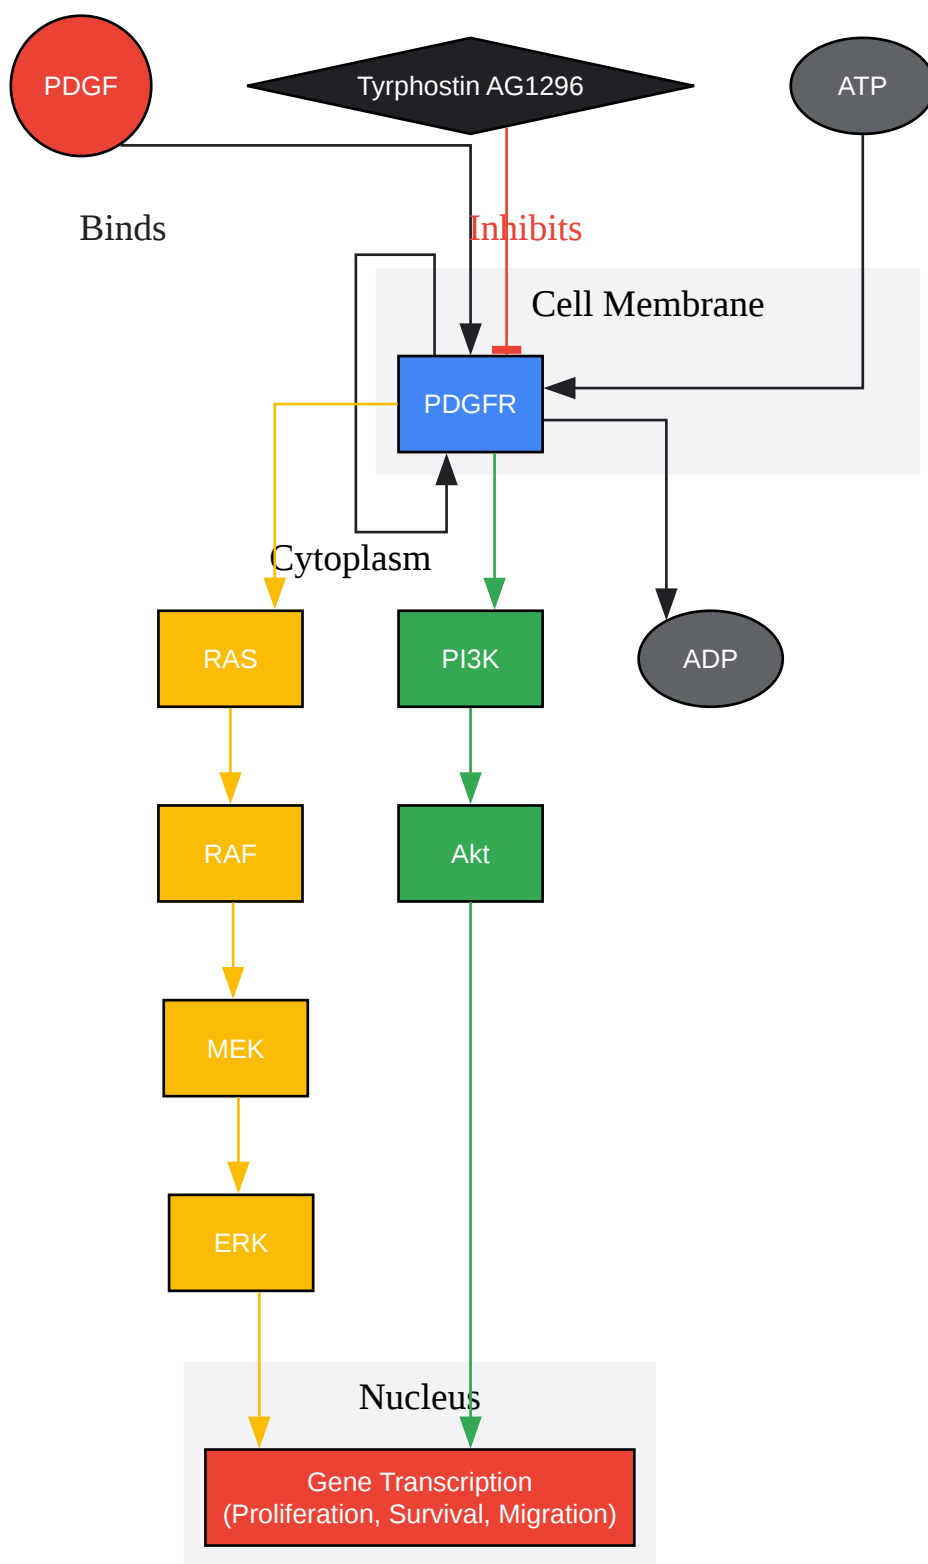 PDGF
Tyrphostin AG1296
ATP
Binds
Inhibits
Cell Membrane
PDGFR
Cytoplasm
RAS
PI3K
ADP
RAF
Akt
MEK
ERK
Nucleus
Gene Transcription
(Proliferation, Survival, Migration)